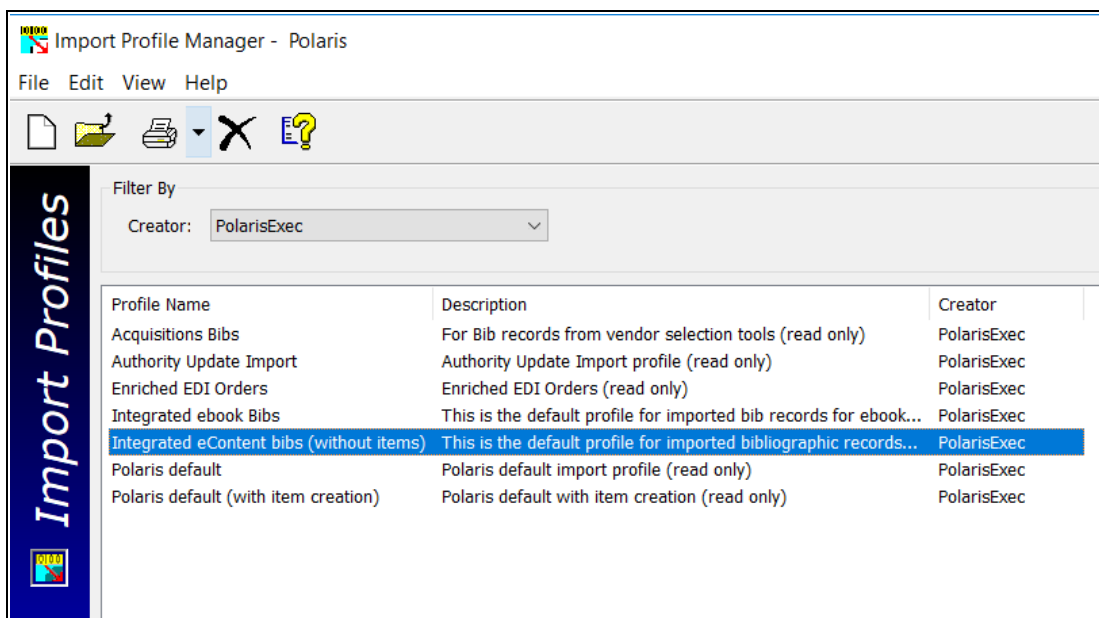 Import Profile Manager - Polaris
File Edit View Help
Import Profiles
Filter By
Creator: PolarisExec
Profile Name Description Creator
Acquisitions Bibs For Bib records from vendor selection tools (read only) PolarisExec
Authority Update Import Authority Update Import profile (read only) PolarisExec
Enriched EDI Orders Enriched EDI Orders (read only) PolarisExec
Integrated ebook Bibs This is the default profile for imported bib records for ebook... PolarisExec
Integrated eContent bibs (without items) This is the default profile for imported bibliographic records... PolarisExec
Polaris default Polaris default import profile (read only) PolarisExec
Polaris default (with item creation) Polaris default with item creation (read only) PolarisExec